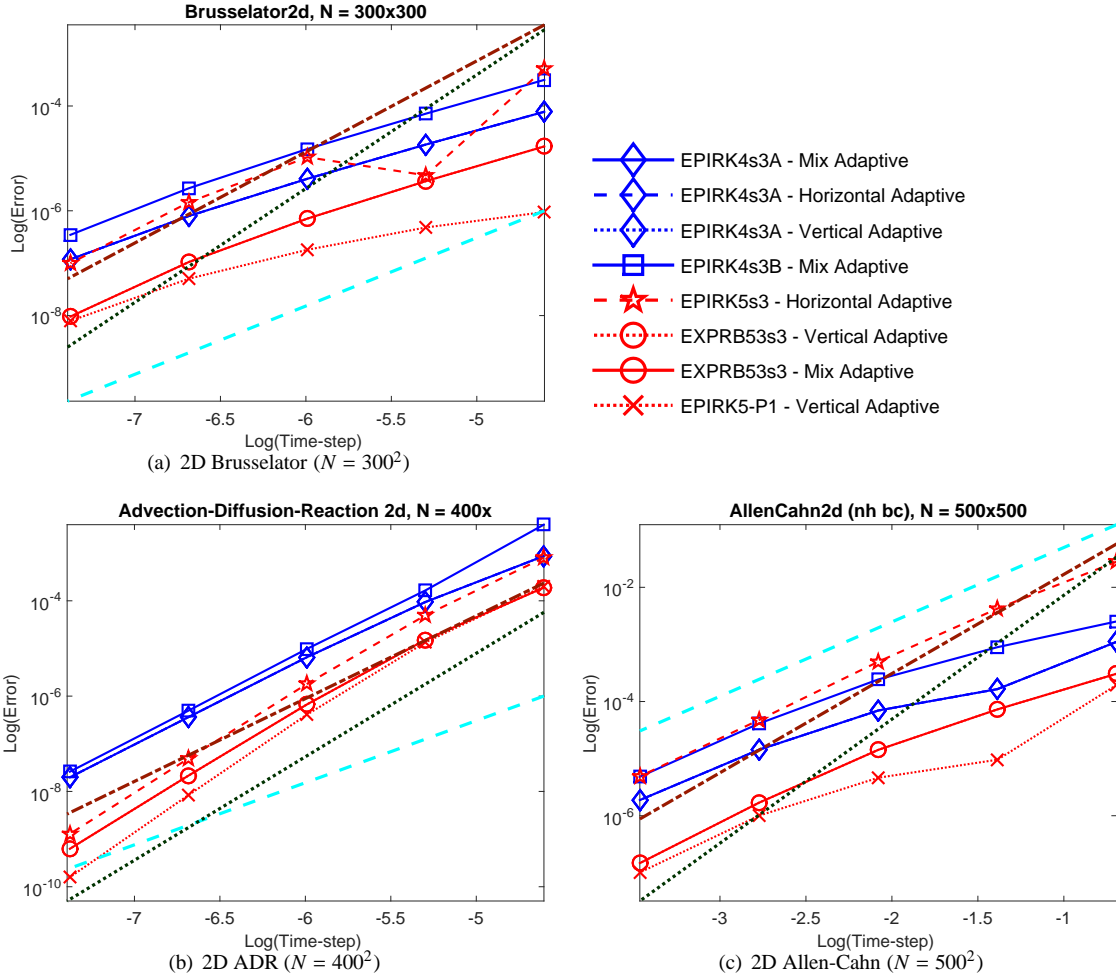 Brusselator2d, N = 300x300
Log(Error)
10^-4
10^-6
10^-8
-7
-6.5
-6
-5.5
-5
Log(Time-step)
(a) 2D Brusselator (N = 300^2)
EPIRK4s3A - Mix Adaptive
EPIRK4s3A - Horizontal Adaptive
EPIRK4s3A - Vertical Adaptive
EPIRK4s3B - Mix Adaptive
EPIRK5s3 - Horizontal Adaptive
EXPRB53s3 - Vertical Adaptive
EXPRB53s3 - Mix Adaptive
EPIRK5-P1 - Vertical Adaptive
Advection-Diffusion-Reaction 2d, N = 400x
Log(Error)
10^-4
10^-6
10^-8
10^-10
-7
-6.5
-6
-5.5
-5
Log(Time-step)
(b) 2D ADR (N = 400^2)
AllenCahn2d (nh bc), N = 500x500
Log(Error)
10^-2
10^-4
10^-6
-3
-2.5
-2
-1.5
-1
Log(Time-step)
(c) 2D Allen-Cahn (N = 500^2)